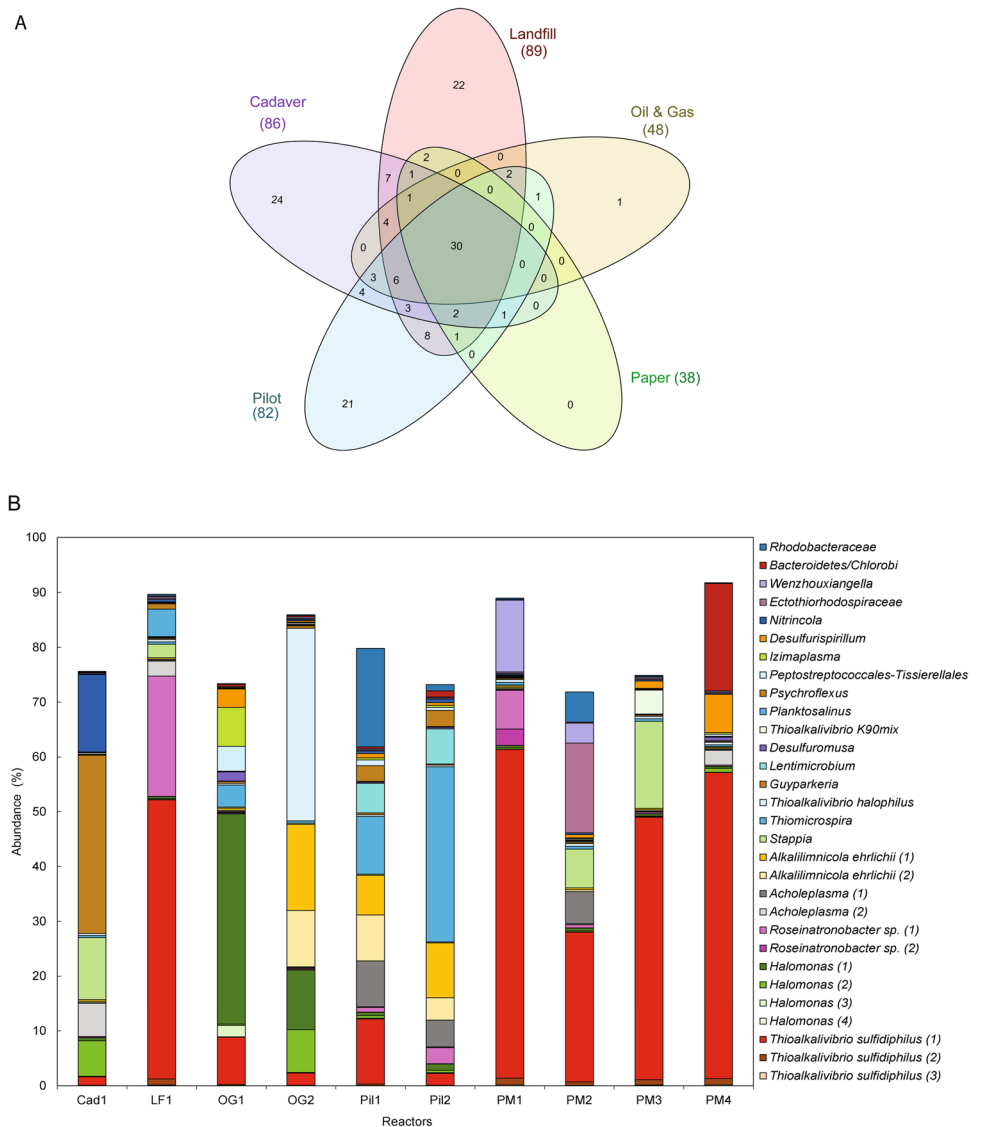 A
Landfill
(89)
Cadaver
(86)
Oil & Gas
(48)
22
2
0
7
1
0
2
0
1
24
1
1
4
0
0
30
0
0
0
3
6
4
3
2
1
0
8
1
0
Paper (38)
Pilot
(82)
21
0
B
100
90
80
70
60
50
40
30
20
10
0
Abundance (%)
Cad1 LF1 OG1 OG2 Pil1 Pil2 PM1 PM2 PM3 PM4
Reactors
Rhodobacteraceae
Bacteroidetes/Chlorobi
Wenzhouxiangella
Ectothiorhodospiraceae
Nitrincola
Desulfurispirillum
Izimaplasma
Peptostreptococcales-Tissierellales
Psychroflexus
Planktosalinus
Thioalkalivibrio K90mix
Desulfuromusa
Lentimicrobium
Guyparkeria
Thioalkalivibrio halophilus
Thiomicrospira
Stappia
Alkalilimnicola ehrlichii (1)
Alkalilimnicola ehrlichii (2)
Acholeplasma (1)
Acholeplasma (2)
Roseinatronobacter sp. (1)
Roseinatronobacter sp. (2)
Halomonas (1)
Halomonas (2)
Halomonas (3)
Halomonas (4)
Thioalkalivibrio sulfidiphilus (1)
Thioalkalivibrio sulfidiphilus (2)
Thioalkalivibrio sulfidiphilus (3)